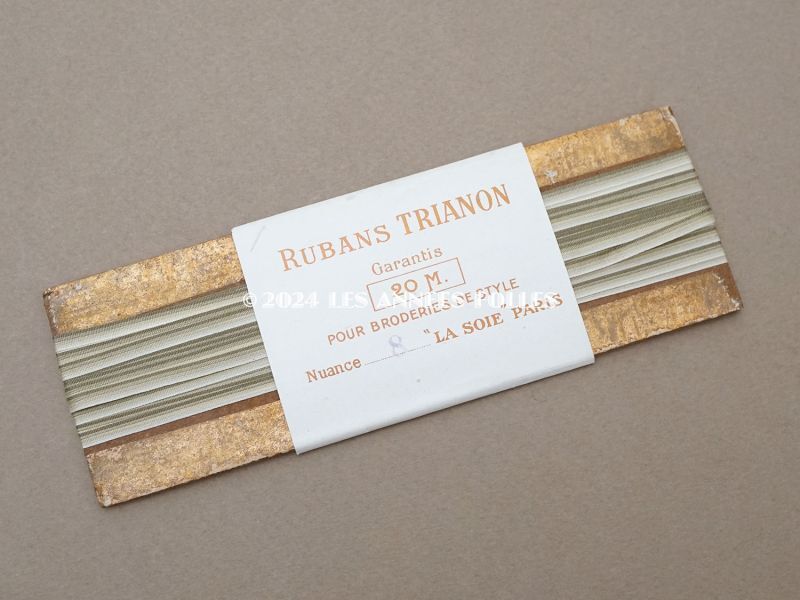 RUBANS TRIANON
Garantis
20 M.
POUR BRODERIES DE STYLE
Nuance 8 "LA SOIE PARIS
© 2024 LES ANNÉES FOLLES